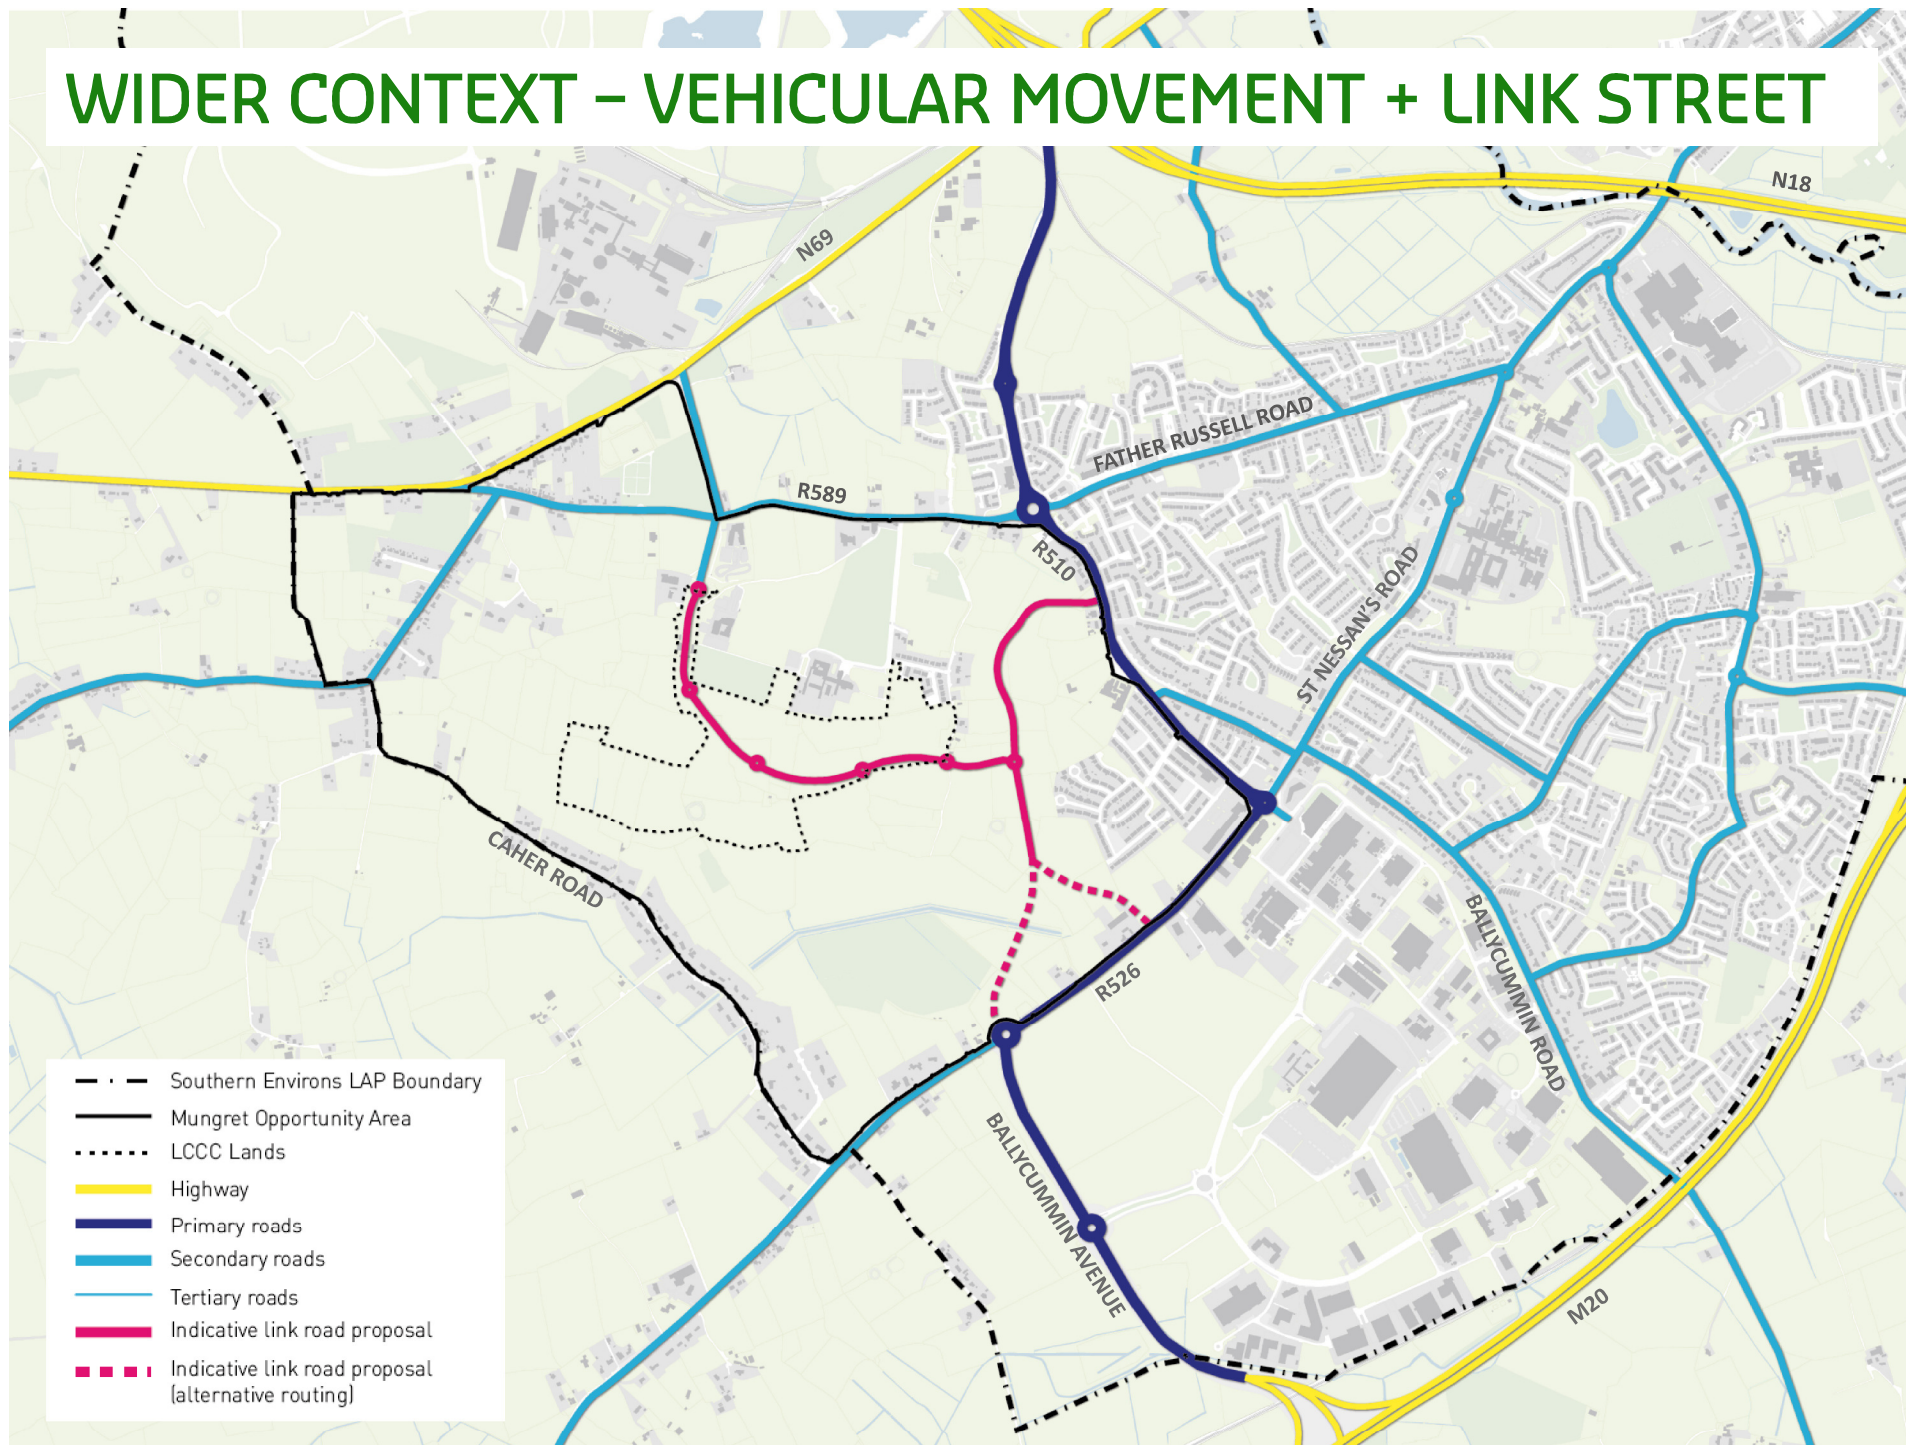 WIDER CONTEXT – VEHICULAR MOVEMENT + LINK STREET
N18
N69
FATHER RUSSELL ROAD
R589
R510
ST NESSAN'S ROAD
CAHER ROAD
BALLYCUMMIN ROAD
R526
BALLYCUMMIN AVENUE
M20
Southern Environs LAP Boundary
Mungret Opportunity Area
LCCC Lands
Highway
Primary roads
Secondary roads
Tertiary roads
Indicative link road proposal
Indicative link road proposal
(alternative routing)